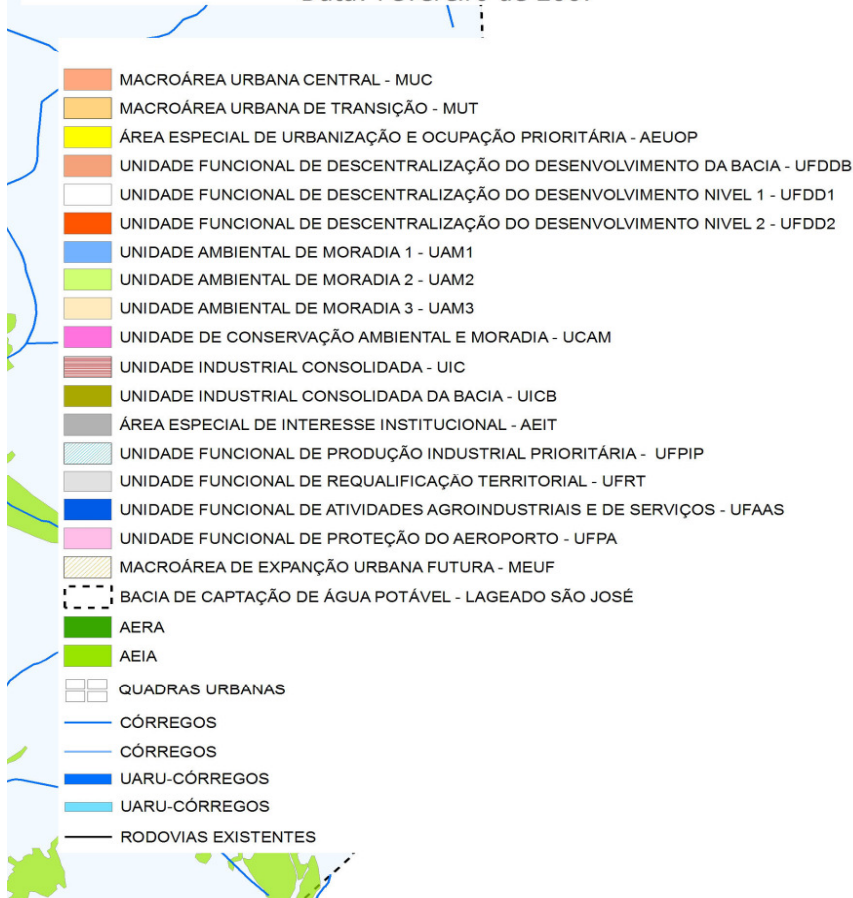 MACROÁREA URBANA CENTRAL - MUC
MACROÁREA URBANA DE TRANSIÇÃO - MUT
ÁREA ESPECIAL DE URBANIZAÇÃO E OCUPAÇÃO PRIORITÁRIA - AEUOP
UNIDADE FUNCIONAL DE DESCENTRALIZAÇÃO DO DESENVOLVIMENTO DA BACIA - UFDDB
UNIDADE FUNCIONAL DE DESCENTRALIZAÇÃO DO DESENVOLVIMENTO NIVEL 1 - UFDD1
UNIDADE FUNCIONAL DE DESCENTRALIZAÇÃO DO DESENVOLVIMENTO NIVEL 2 - UFDD2
UNIDADE AMBIENTAL DE MORADIA 1 - UAM1
UNIDADE AMBIENTAL DE MORADIA 2 - UAM2
UNIDADE AMBIENTAL DE MORADIA 3 - UAM3
UNIDADE DE CONSERVAÇÃO AMBIENTAL E MORADIA - UCAM
UNIDADE INDUSTRIAL CONSOLIDADA - UIC
UNIDADE INDUSTRIAL CONSOLIDADA DA BACIA - UICB
ÁREA ESPECIAL DE INTERESSE INSTITUCIONAL - AEIT
UNIDADE FUNCIONAL DE PRODUÇÃO INDUSTRIAL PRIORITÁRIA - UFPIP
UNIDADE FUNCIONAL DE REQUALIFICAÇÃO TERRITORIAL - UFRT
UNIDADE FUNCIONAL DE ATIVIDADES AGROINDUSTRIAIS E DE SERVIÇOS - UFAAS
UNIDADE FUNCIONAL DE PROTEÇÃO DO AEROPORTO - UFPA
MACROÁREA DE EXPANÇÃO URBANA FUTURA - MEUF
BACIA DE CAPTAÇÃO DE ÁGUA POTÁVEL - LAGEADO SÃO JOSÉ
AERA
AEIA
QUADRAS URBANAS
CÓRREGOS
CÓRREGOS
UARU-CÓRREGOS
UARU-CÓRREGOS
RODOVIAS EXISTENTES